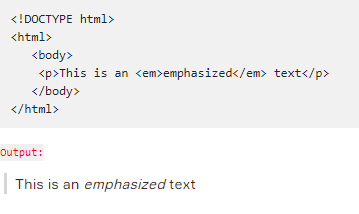 <!DOCTYPE html>
<html>
<body>
<p>This is an <em>emphasized</em> text</p>
</body>
</html>
Output:
This is an emphasized text